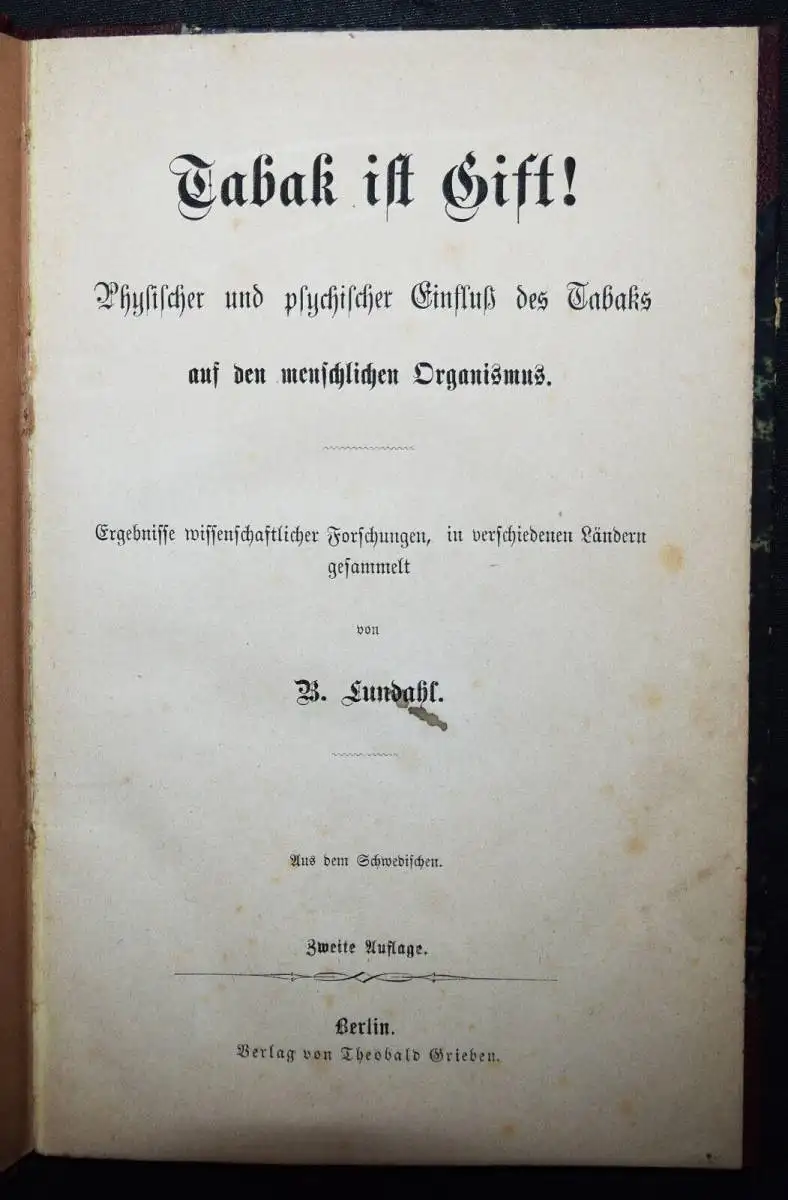 Tabak ist Gift!
Physischer und psychischer Einfluß des Tabaks
auf den menschlichen Organismus.
Ergebnisse wissenschaftlicher Forschungen, in verschiedenen Ländern
gesammelt
von
B. Lundahl.
Aus dem Schwedischen.
Zweite Auflage.
Berlin.
Verlag von Theobald Grieben.